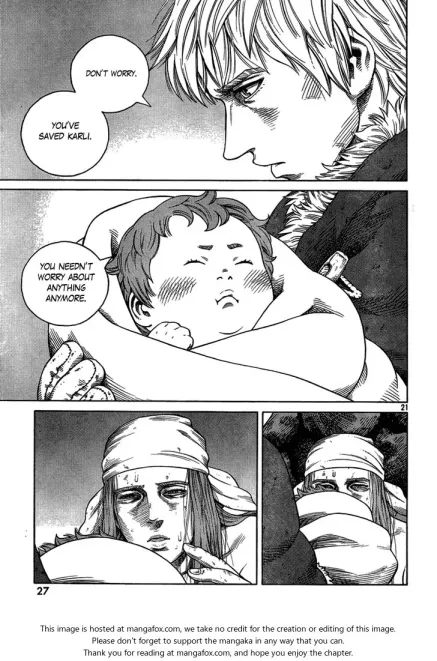 DON'T WORRY.
YOU'VE
SAVED KARLI.
YOU NEEDN'T
WORRY ABOUT
ANYTHING
ANYMORE.
21
27
This image is hosted at mangafox.com, we take no credit for the creation or editing of this image.
Please don't forget to support the mangaka in any way that you can.
Thank you for reading at mangafox.com, and hope you enjoy the chapter.